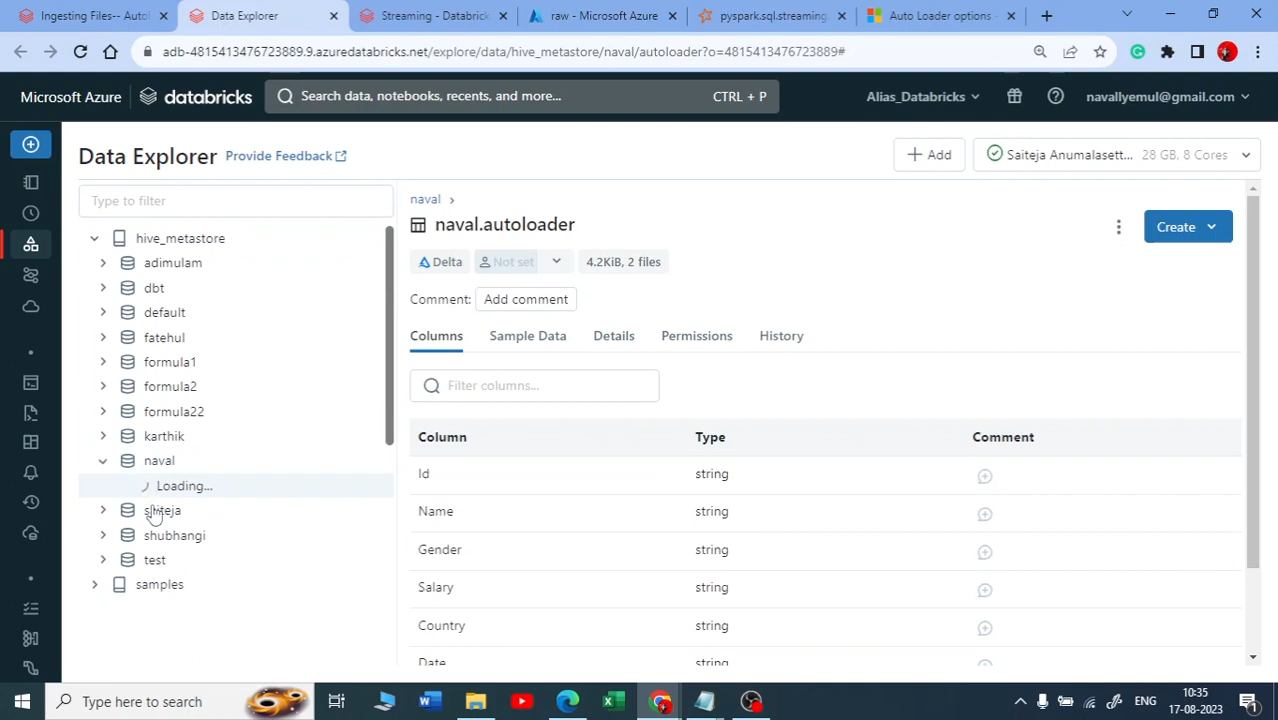 Ingesting Files-- Autol
Data Explorer
Streaming - Databric
raw - Microsoft Azure
pyspark.sql.streaming.
Auto Loader options -
adb-4815413476723889.9.azuredatabricks.net/explore/data/hive_metastore/naval/autoloader?o=4815413476723889#
Microsoft Azure
databricks
Search data, notebooks, recents, and more...
CTRL + P
Alias_Databricks
navallyemul@gmail.com
Data Explorer
Provide Feedback
Add
Saiteja Anumalasett... 28 GB, 8 Cores
Type to filter
hive_metastore
adimulam
dbt
default
fatehul
formula1
formula2
formula22
karthik
naval
Loading...
saiteja
shubhangi
test
samples
naval
naval.autoloader
Create
Delta
Not set
4.2KiB, 2 files
Comment: Add comment
Columns Sample Data Details Permissions History
Filter columns...
Column Type Comment
Id string
Name string
Gender string
Salary string
Country string
Date string
Type here to search
ENG
10:35
17-08-2023
1